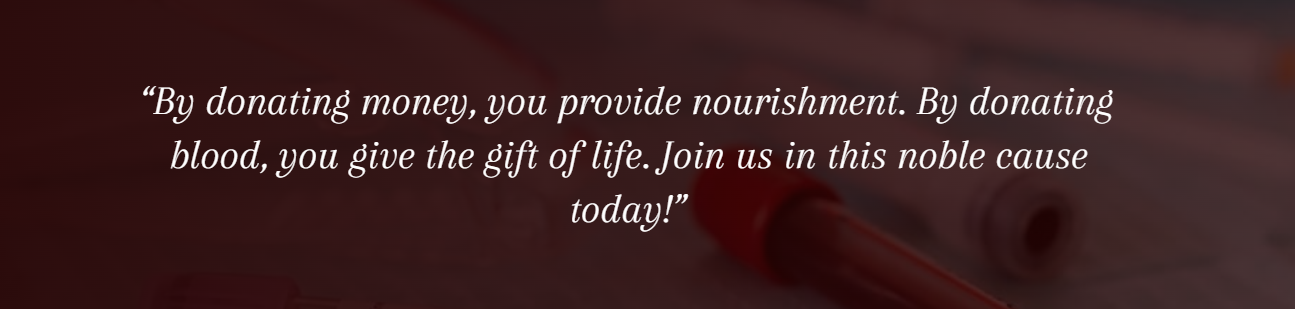 “By donating money, you provide nourishment. By donating
blood, you give the gift of life. Join us in this noble cause
today!”